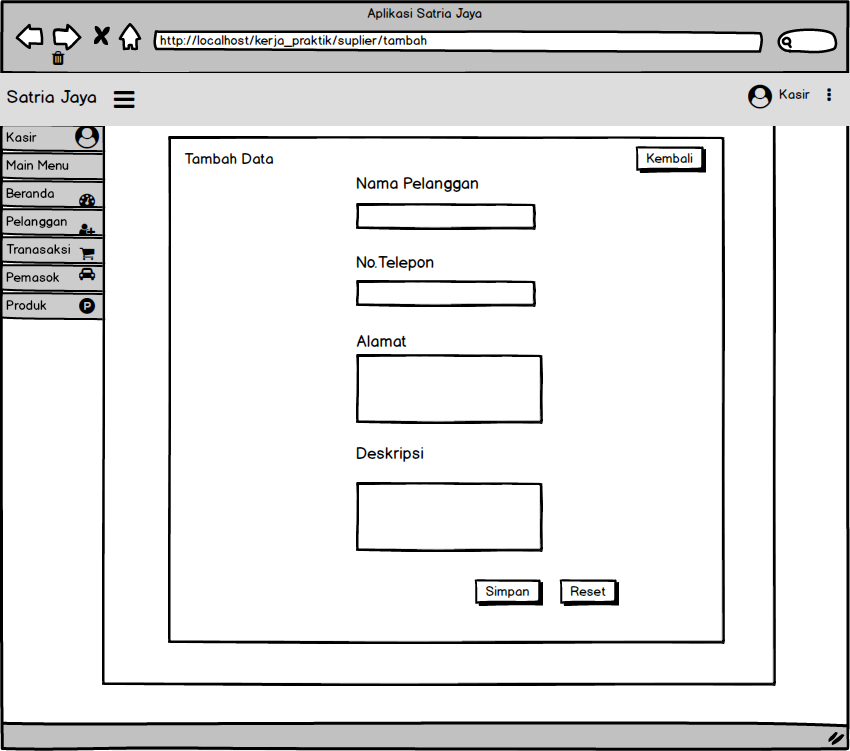 Aplikasi Satria Jaya
http://localhost/kerja_praktik/suplier/tambah
Satria Jaya
Kasir
Kasir
Main Menu
Beranda
Pelanggan
Tranasaksi
Pemasok
Produk
P
Tambah Data
Kembali
Nama Pelanggan
No.Telepon
Alamat
Deskripsi
Simpan
Reset